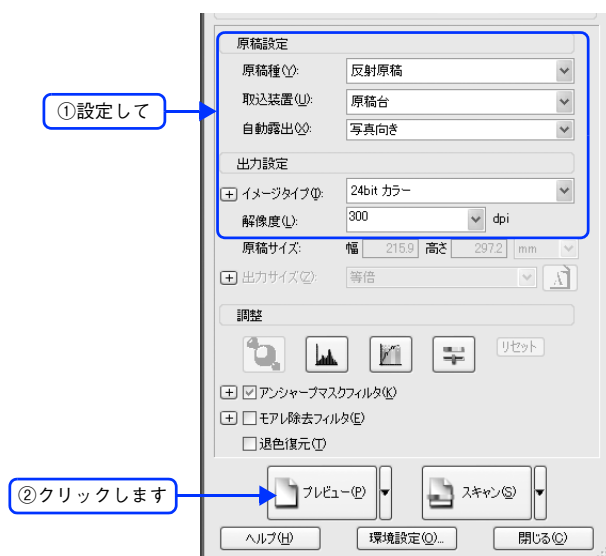 原稿設定
原稿種(Y): 反射原稿
取込装置(U): 原稿台
①設定して
自動露出(X): 写真向き
出力設定
イメージタイプ(I): 24bit カラー
解像度(L): 300 dpi
原稿サイズ: 幅 215.9 高さ 297.2 mm
出力サイズ(Z): 等倍
調整
リセット
アンシャープマスクフィルタ(K)
モアレ除去フィルタ(E)
退色復元(T)
②クリックします
プレビュー(P) スキャン(S)
ヘルプ(H) 環境設定(O)... 閉じる(C)